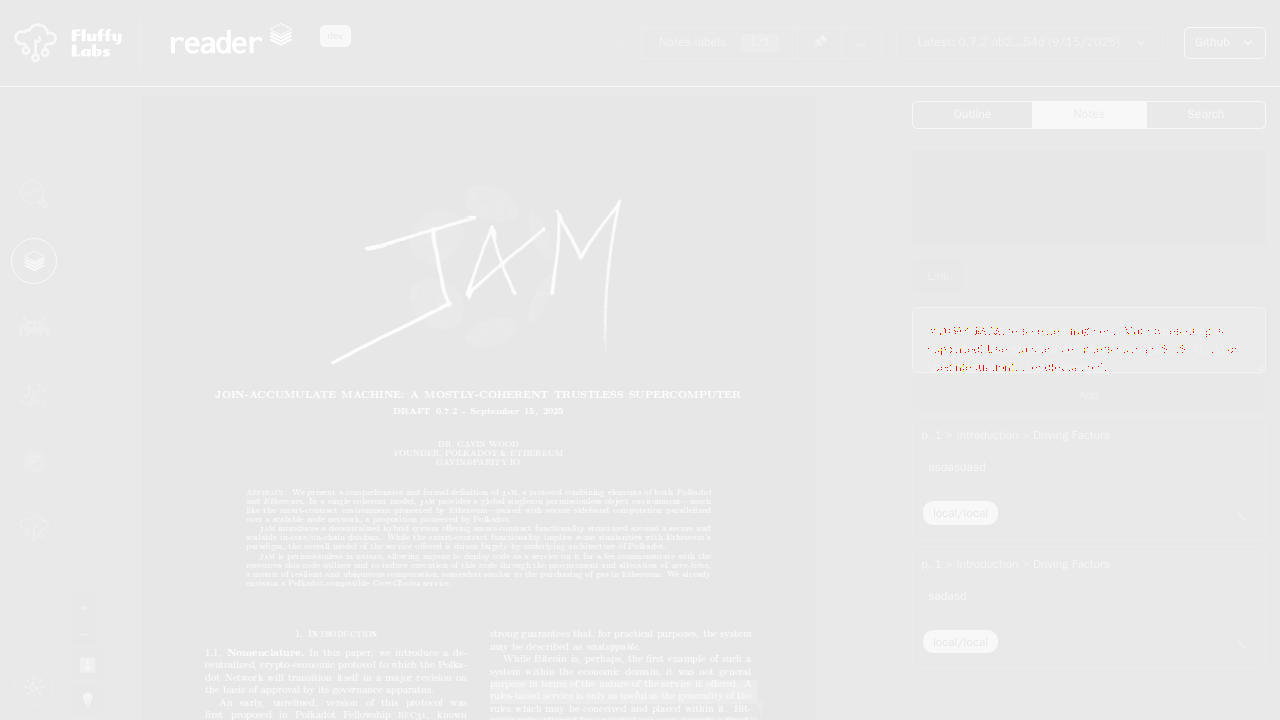 Fluffy
Labs
reader
dev
Notes labels
1/5
...
Latest: 0.7.2 ab2...54d (9/15/2025)
Github
Outline
Notes
Search
Link
Add
JAM
JOIN-ACCUMULATE MACHINE: A MOSTLY-COHERENT TRUSTLESS SUPERCOMPUTER
DRAFT 0.7.2 - September 15, 2025
DR. GAVIN WOOD
FOUNDER, POLKADOT & ETHEREUM
GAVIN@PARITY.IO
Abstract. We present a comprehensive and formal definition of Jam, a protocol combining elements of both Polkadot
and Ethereum. In a single coherent model, Jam provides a global singleton permissionless object environment—much
like the smart-contract environment pioneered by Ethereum—paired with secure sideband computation parallelized
over a scalable node network, a proposition pioneered by Polkadot.
Jam introduces a decentralized hybrid system offering smart-contract functionality structured around a secure and
scalable in-core/on-chain dualism. While the smart-contract functionality implies some similarities with Ethereum's
paradigm, the overall model of the service offered is driven largely by underlying architecture of Polkadot.
Jam is permissionless in nature, allowing anyone to deploy code as a service on it for a fee commensurate with the
resources this code utilizes and to induce execution of this code through the procurement and allocation of core-time,
a metric of resilient and ubiquitous computation, somewhat similar to the purchasing of gas in Ethereum. We already
envision a Polkadot-compatible CoreChains service.
1. Introduction
1.1. Nomenclature. In this paper, we introduce a de-
centralized, crypto-economic protocol to which the Polka-
dot Network will transition itself in a major revision on
the basis of approval by its governance apparatus.
An early, unrefined, version of this protocol was
first proposed in Polkadot Fellowship RFC31, known
strong guarantees that, for practical purposes, the system
may be described as unstoppable.
While Bitcoin is, perhaps, the first example of such a
system within the economic domain, it was not general
purpose in terms of the nature of the service it offered. A
rules-based service is only as useful as the generality of the
rules which may be conceived and placed within it. Bit-
p. 1 > Introduction > Driving Factors
asdasdasd
local/local
p. 1 > Introduction > Driving Factors
sadasd
local/local
+
−